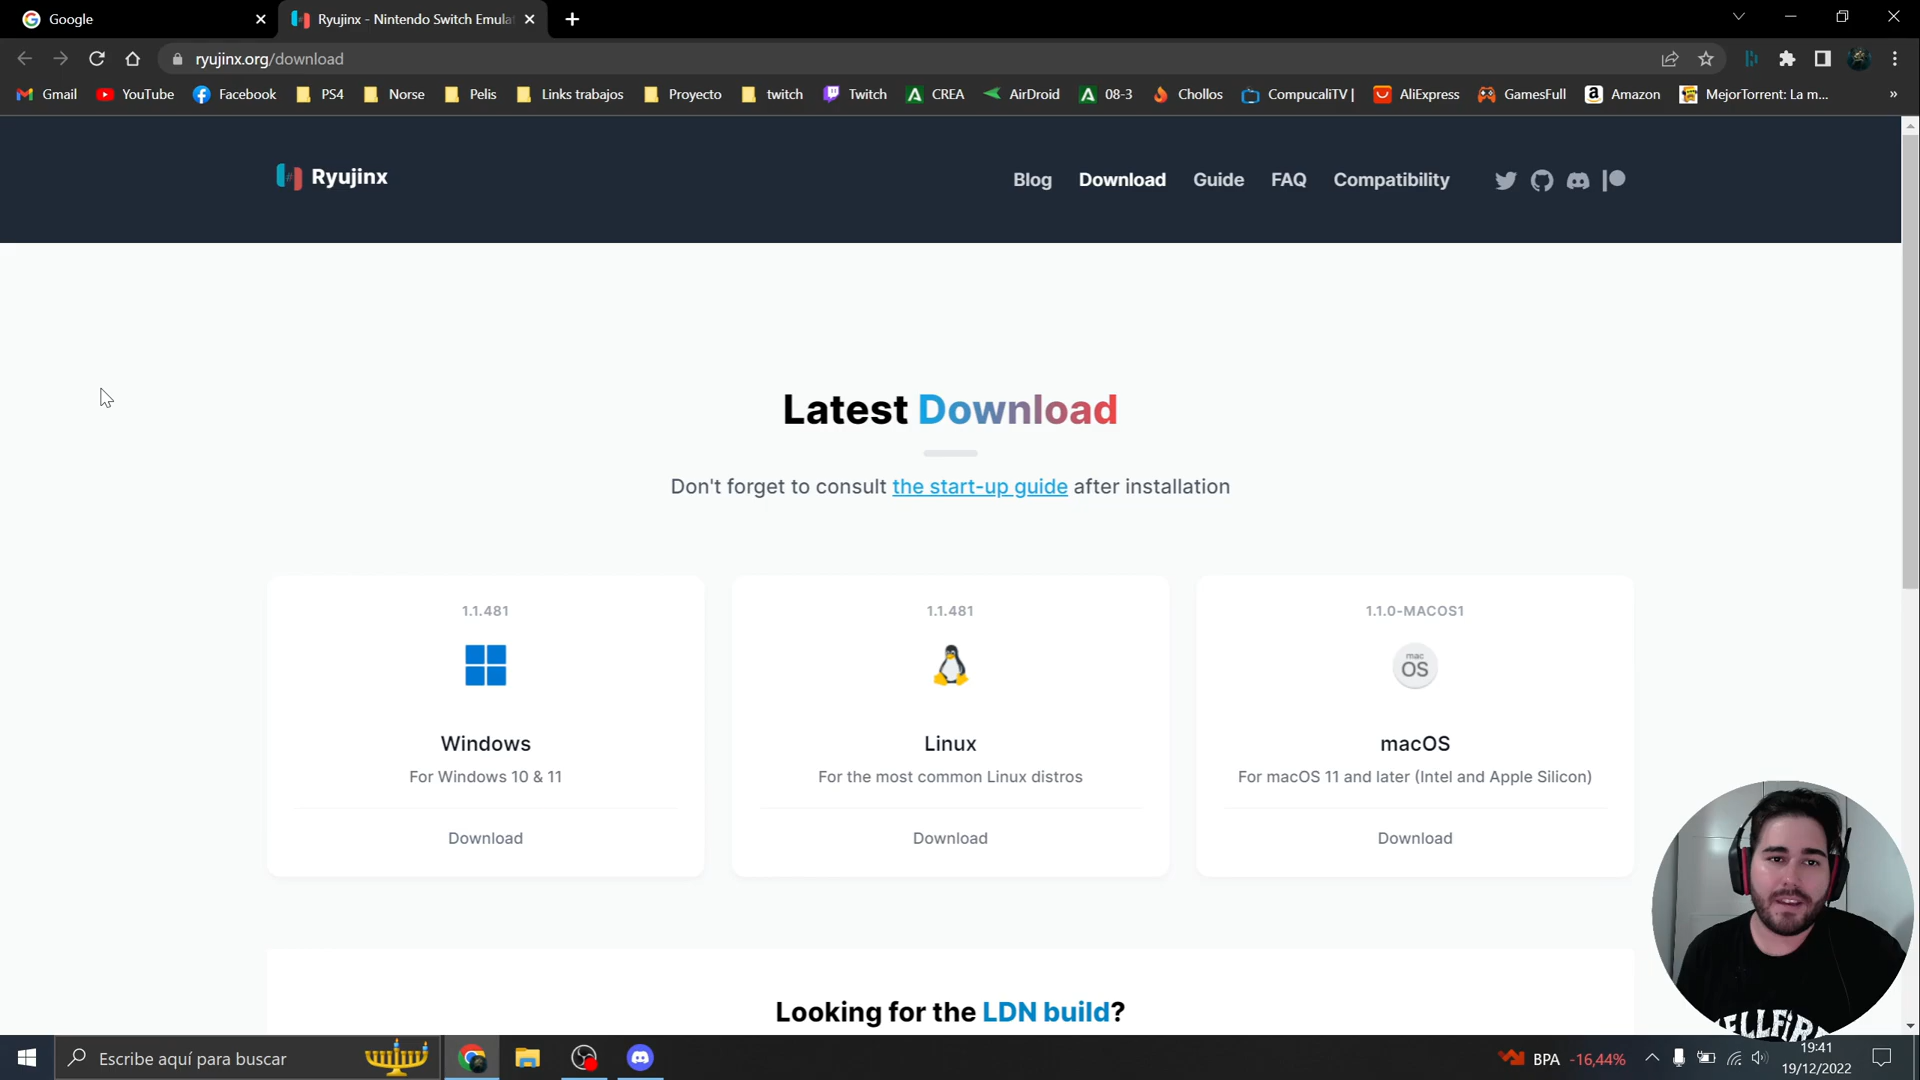 Google
Ryujinx - Nintendo Switch Emula
ryujinx.org/download
Gmail
YouTube
Facebook
PS4
Norse
Pelis
Links trabajos
Proyecto
twitch
Twitch
CREA
AirDroid
08-3
Chollos
CompucaliTV |
AliExpress
GamesFull
Amazon
MejorTorrent: La m...
»
Ryujinx
Blog
Download
Guide
FAQ
Compatibility
Latest Download
Don't forget to consult the start-up guide after installation
1.1.481
Windows
For Windows 10 & 11
Download
1.1.481
Linux
For the most common Linux distros
Download
1.1.0-MACOS1
mac
OS
macOS
For macOS 11 and later (Intel and Apple Silicon)
Download
Looking for the LDN build?
Escribe aquí para buscar
BPA -16,44%
19:41
19/12/2022